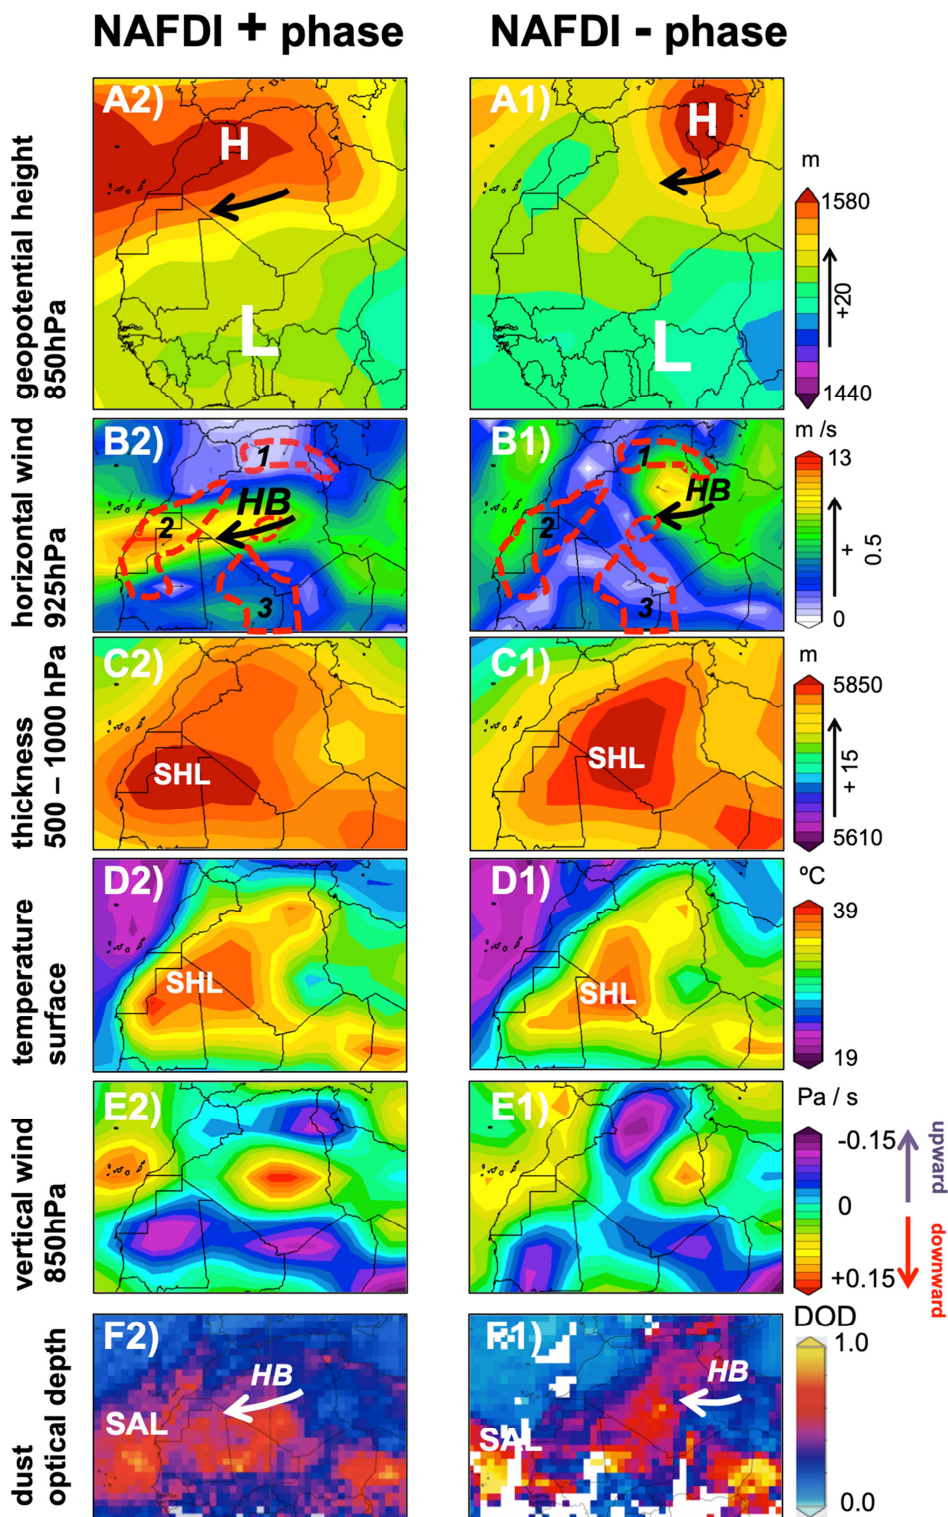 NAFDI + phase
NAFDI - phase
geopotential height
850hPa
A2)
H
L
A1)
H
L
m
1580
+20
1440
horizontal wind
925hPa
B2)
1
HB
2
3
B1)
1
HB
2
3
m /s
13
+ 0.5
0
thickness
500 – 1000 hPa
C2)
SHL
C1)
SHL
m
5850
+ 15
5610
temperature
surface
D2)
SHL
D1)
SHL
ºC
39
19
vertical wind
850hPa
E2)
E1)
Pa / s
-0.15
0
+0.15
upward
downward
dust
optical depth
F2)
HB
SAL
F1)
HB
SAL
DOD
1.0
0.0